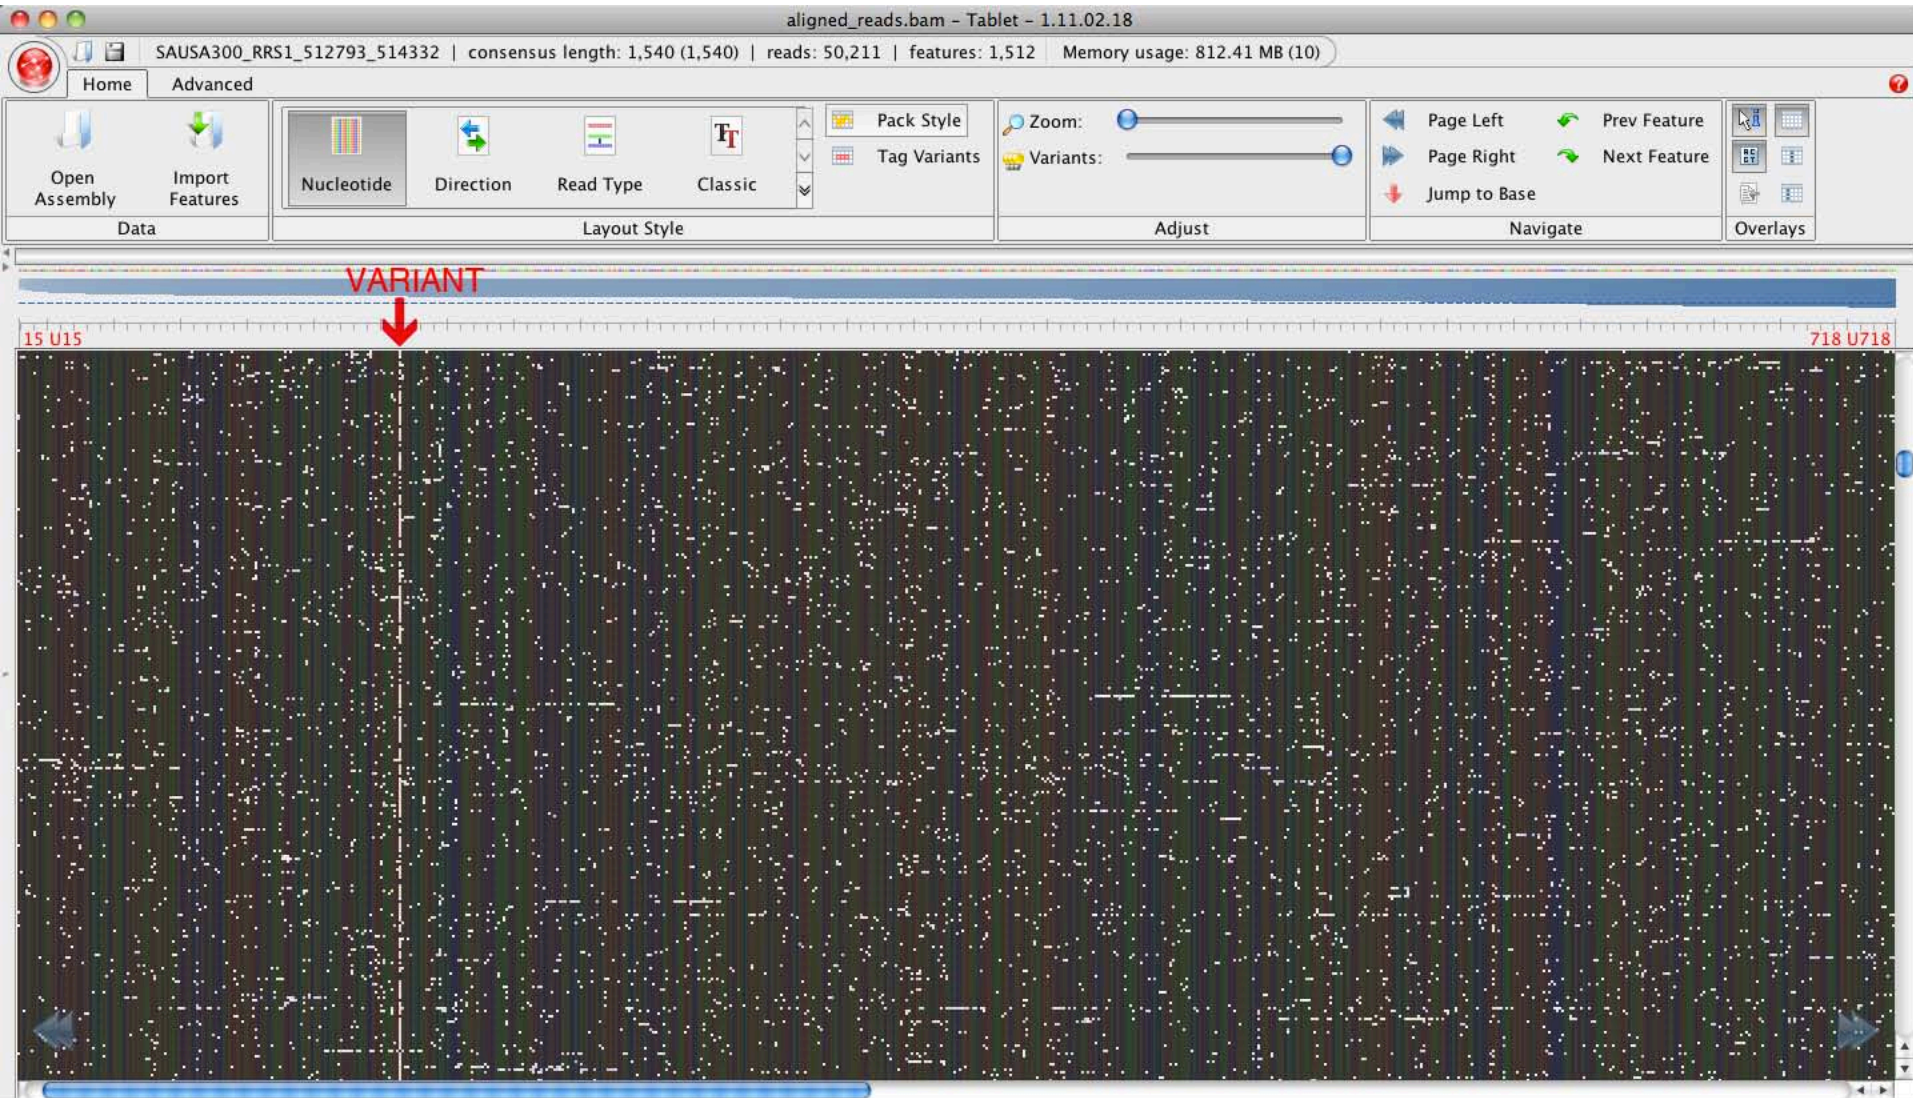 aligned_reads.bam – Tablet – 1.11.02.18
SAUSA300_RRS1_512793_514332 | consensus length: 1,540 (1,540) | reads: 50,211 | features: 1,512 Memory usage: 812.41 MB (10)
Home Advanced
Open Assembly
Import Features
Data
Nucleotide
Direction
Read Type
Classic
Pack Style
Tag Variants
Layout Style
Zoom:
Variants:
Adjust
Page Left
Page Right
Jump to Base
Prev Feature
Next Feature
Navigate
Overlays
VARIANT
15 U15
718 U718